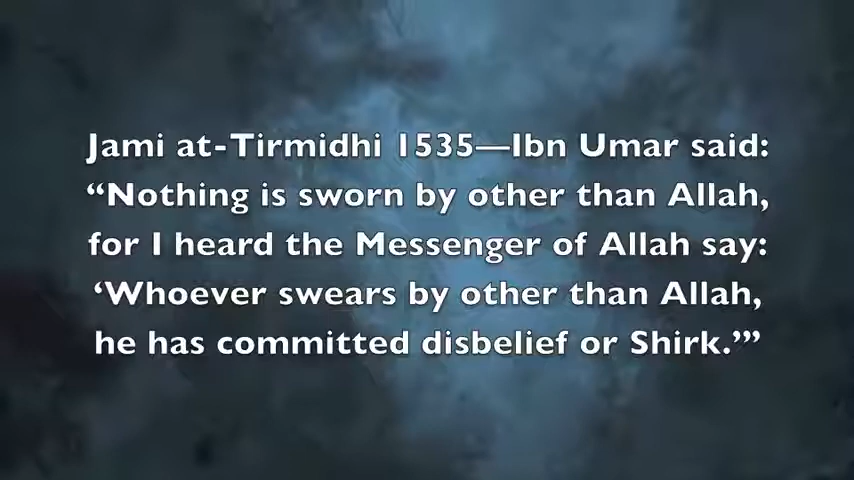 Jami at-Tirmidhi 1535—Ibn Umar said:
“Nothing is sworn by other than Allah,
for I heard the Messenger of Allah say:
‘Whoever swears by other than Allah,
he has committed disbelief or Shirk.’”